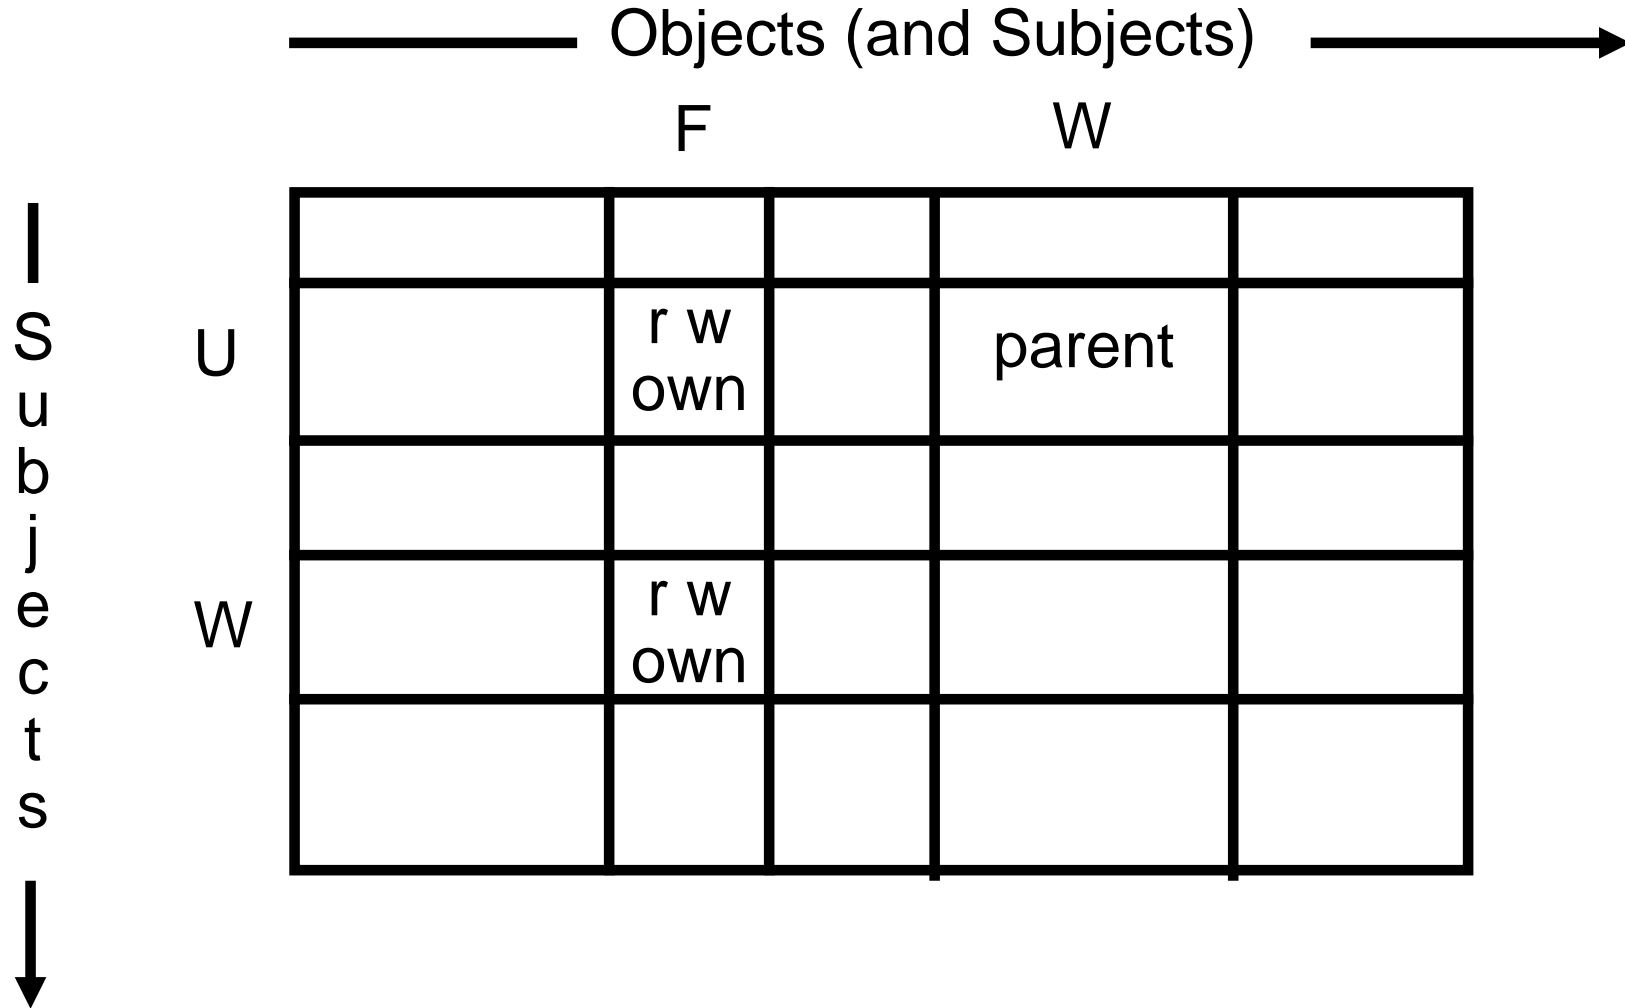 Objects (and Subjects)
F W
Subjects
U
r w
own
parent
W
r w
own